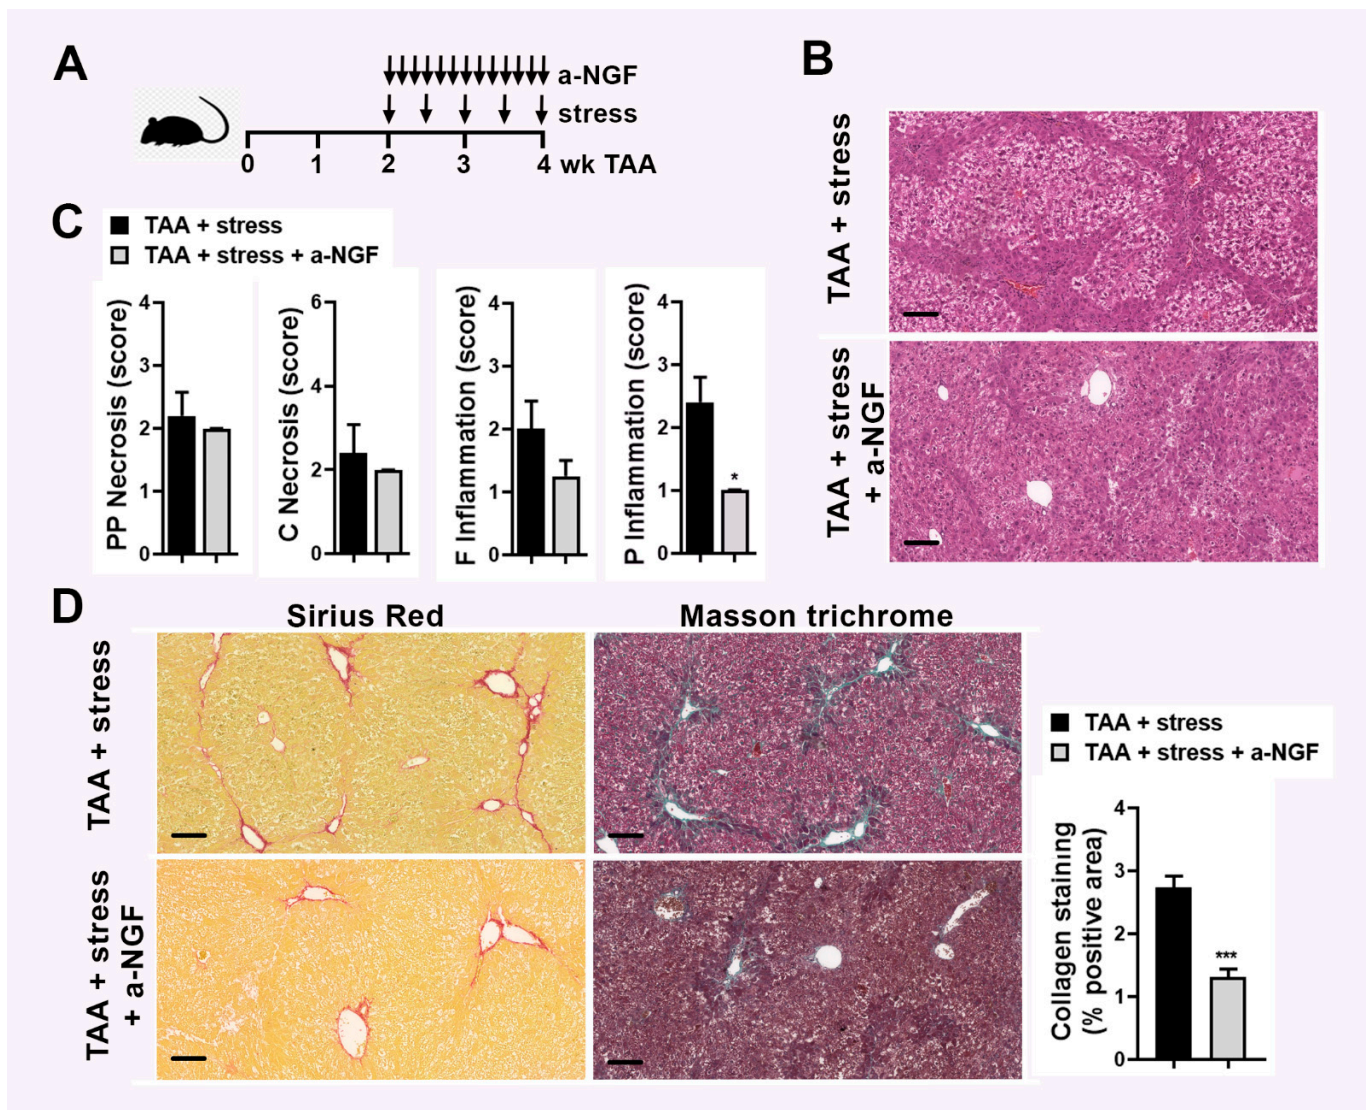 A
a-NGF
stress
0 1 2 3 4 wk TAA
B
TAA + stress
TAA + stress
+ a-NGF
C
TAA + stress
TAA + stress + a-NGF
PP Necrosis (score)
4
3
2
1
0
C Necrosis (score)
6
4
2
0
F Inflammation (score)
4
3
2
1
0
P Inflammation (score)
4
3
2
1
0
*
D
Sirius Red
Masson trichrome
TAA + stress
TAA + stress
+ a-NGF
TAA + stress
TAA + stress + a-NGF
Collagen staining
(% positive area)
4
3
2
1
0
***